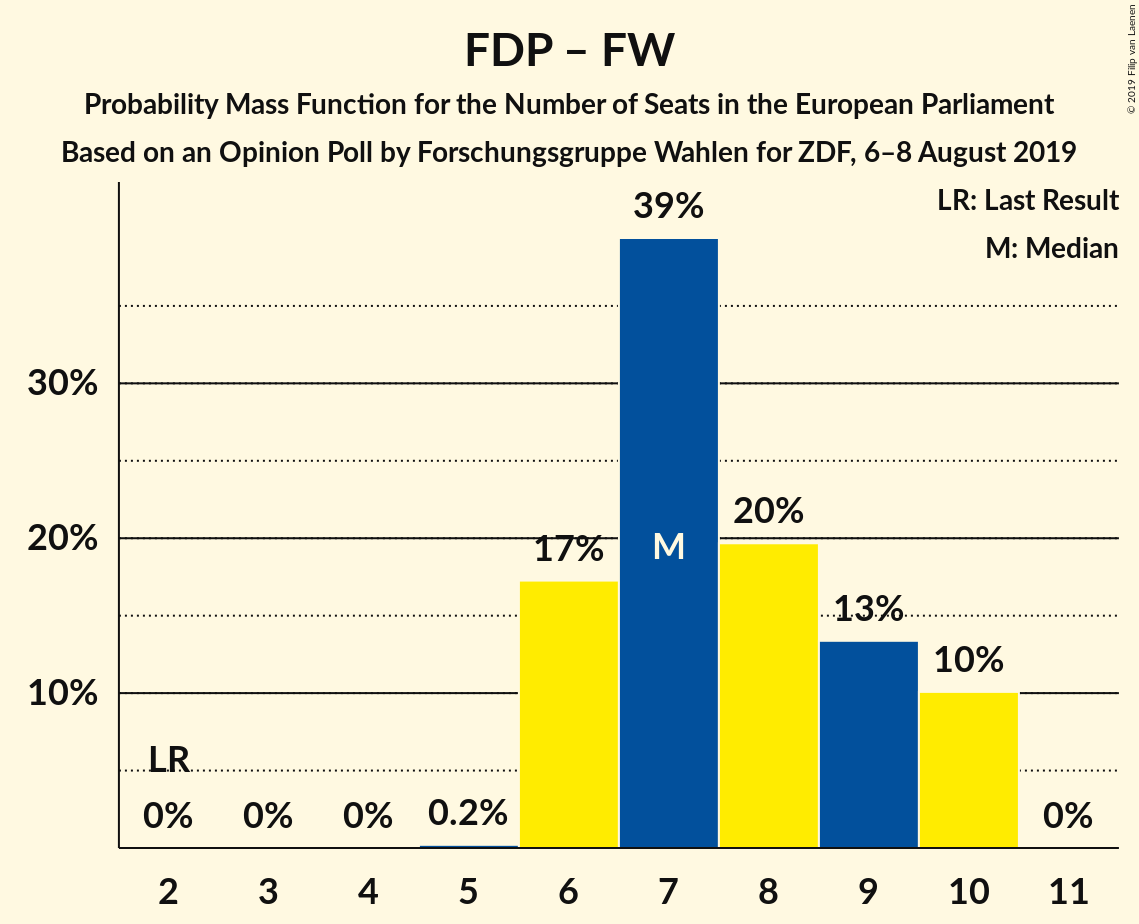 FDP – FW
Probability Mass Function for the Number of Seats in the European Parliament
Based on an Opinion Poll by Forschungsgruppe Wahlen for ZDF, 6–8 August 2019
© 2019 Filip van Laenen
LR: Last Result
M: Median
39%
30%
20%
17%
M
20%
13%
10%
10%
LR
0%
0%
0%
0.2%
0%
2 3 4 5 6 7 8 9 10 11